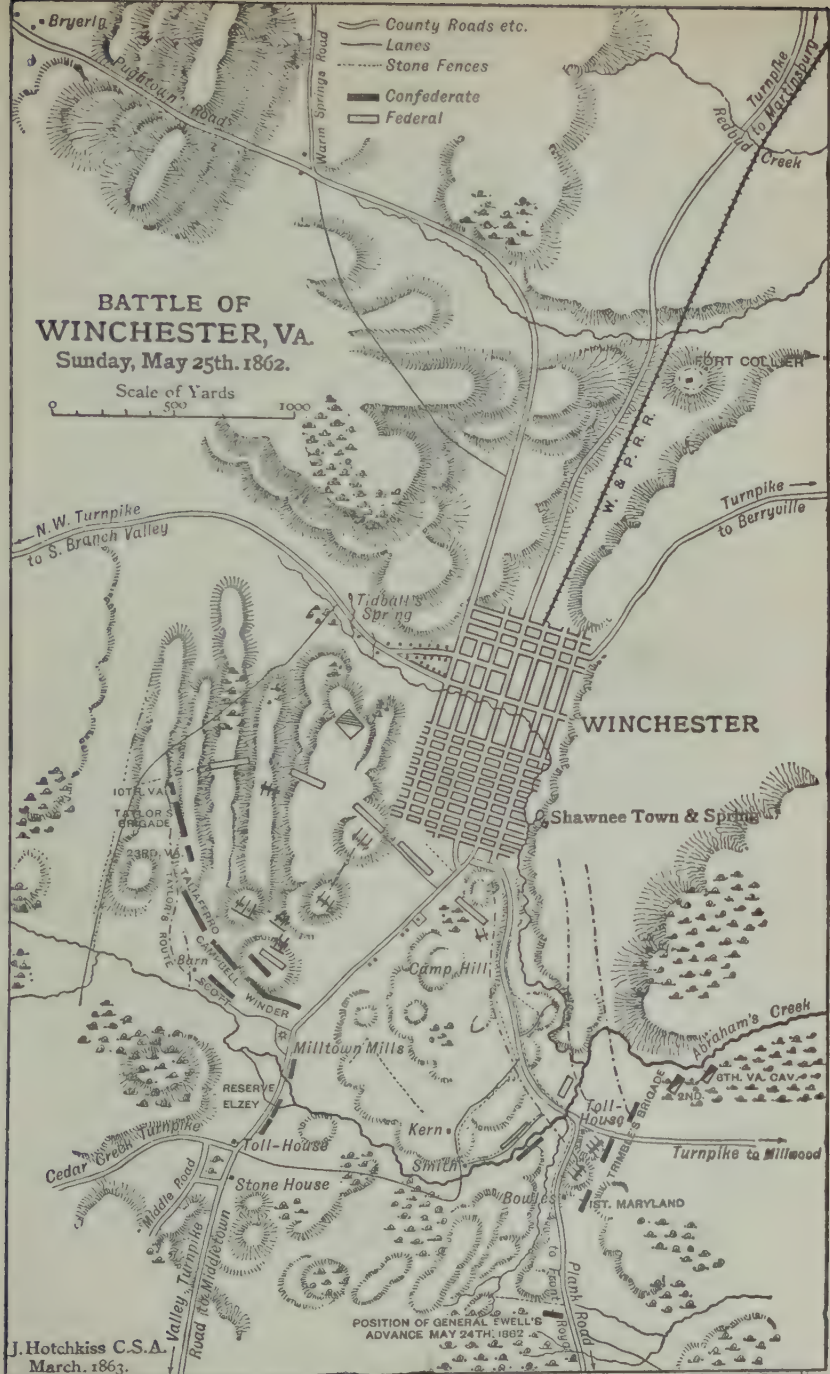 Bryerly
Pughtown Road
Warm Springs Road
County Roads etc.
Lanes
Stone Fences
Confederate
Federal
Turnpike
to Martinsburg
Redbud
Creek
BATTLE OF
WINCHESTER, VA.
Sunday, May 25th. 1862.
Scale of Yards
0 500 1000
FORT COLLIER
W. & P. R. R.
N.W. Turnpike
to S. Branch Valley
Turnpike
to Berryville
Tidball's
Spring
WINCHESTER
10TH. VA.
TAYLOR'S
BRIGADE
23RD. VA.
TAYLOR'S
ROUTE
TALIAFERRO
CAMPBELL
WINDER
SCOTT
Barn
Shawnee Town & Spring
Camp Hill
Abraham's Creek
Milltown Mills
RESERVE
ELZEY
6TH. VA. CAV.
2ND.
TRIMBLE'S BRIGADE
Toll-
House
Kern
Toll-House
Cedar Creek Turnpike
Smith
Turnpike to Millwood
Middle Road
Stone House
Bowles
1ST. MARYLAND
Valley Turnpike
Road to Middletown
Plank Road
to Front Royal
POSITION OF GENERAL EWELL'S
ADVANCE MAY 24TH. 1862
J. Hotchkiss C.S.A.
March. 1863.